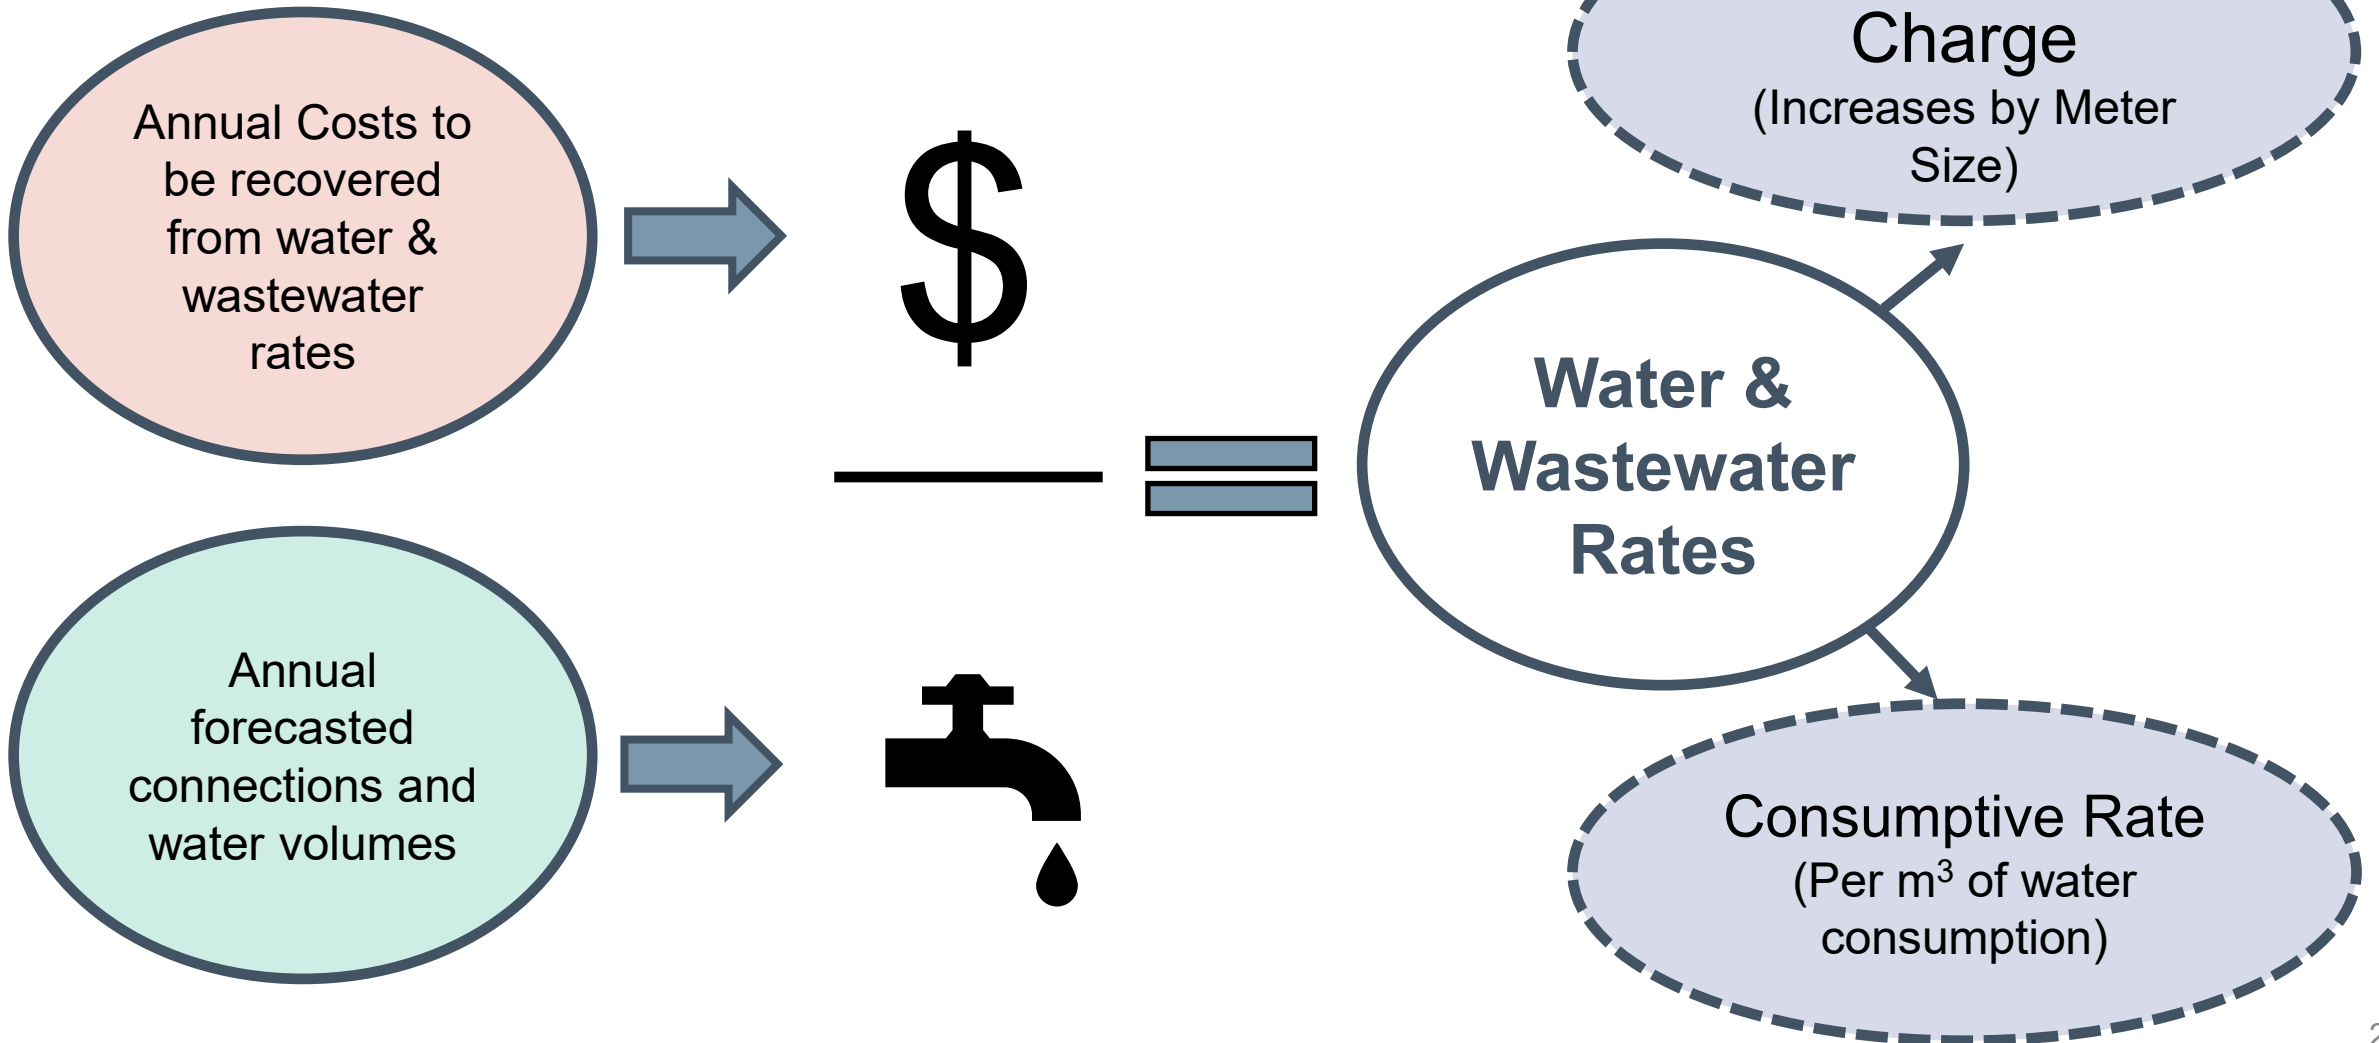 Annual Costs to
be recovered
from water &
wastewater
rates
$
Annual
forecasted
connections and
water volumes
Water &
Wastewater
Rates
Charge
(Increases by Meter
Size)
Consumptive Rate
(Per m³ of water
consumption)